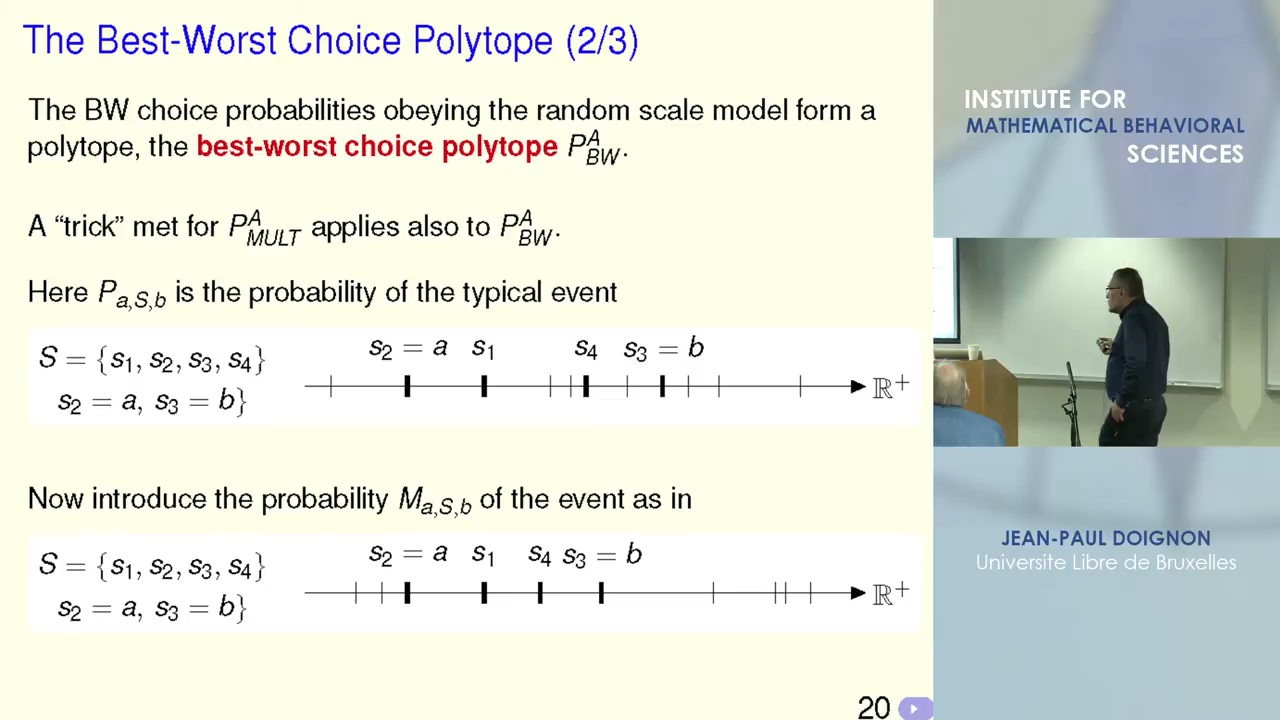 The Best-Worst Choice Polytope (2/3)
The BW choice probabilities obeying the random scale model form a
polytope, the best-worst choice polytope P^A_BW.
A “trick” met for P^A_MULT applies also to P^A_BW.
Here P_a,S,b is the probability of the typical event
S = {s₁, s₂, s₃, s₄}
s₂ = a, s₃ = b}
s₂ = a s₁ s₄ s₃ = b
ℝ⁺
Now introduce the probability M_a,S,b of the event as in
S = {s₁, s₂, s₃, s₄}
s₂ = a, s₃ = b}
s₂ = a s₁ s₄ s₃ = b
ℝ⁺
20
INSTITUTE FOR
MATHEMATICAL BEHAVIORAL
SCIENCES
JEAN-PAUL DOIGNON
Universite Libre de Bruxelles